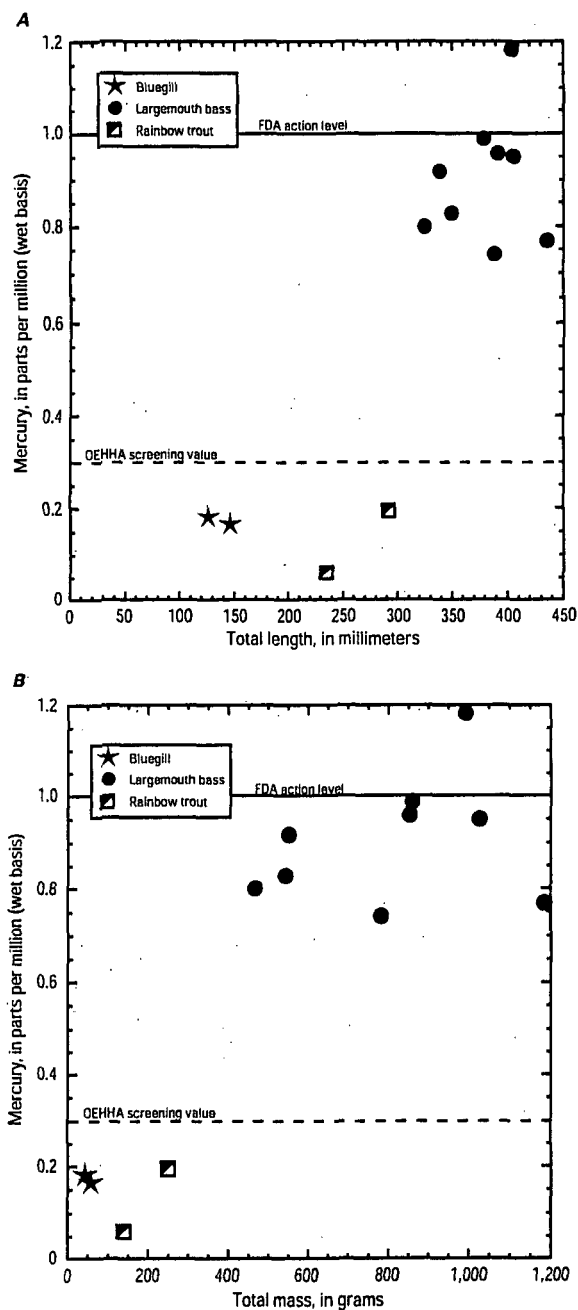 A
1.2
Bluegill
Largemouth bass
Rainbow trout
FDA action level
1.0
0.8
0.6
0.4
OEHHA screening value
0.2
0
0 50 100 150 200 250 300 350 400 450
Total length, in millimeters
Mercury, in parts per million (wet basis)
B
1.2
Bluegill
Largemouth bass
Rainbow trout
FDA action level
1.0
0.8
0.6
0.4
OEHHA screening value
0.2
0
0 200 400 600 800 1,000 1,200
Total mass, in grams
Mercury, in parts per million (wet basis)